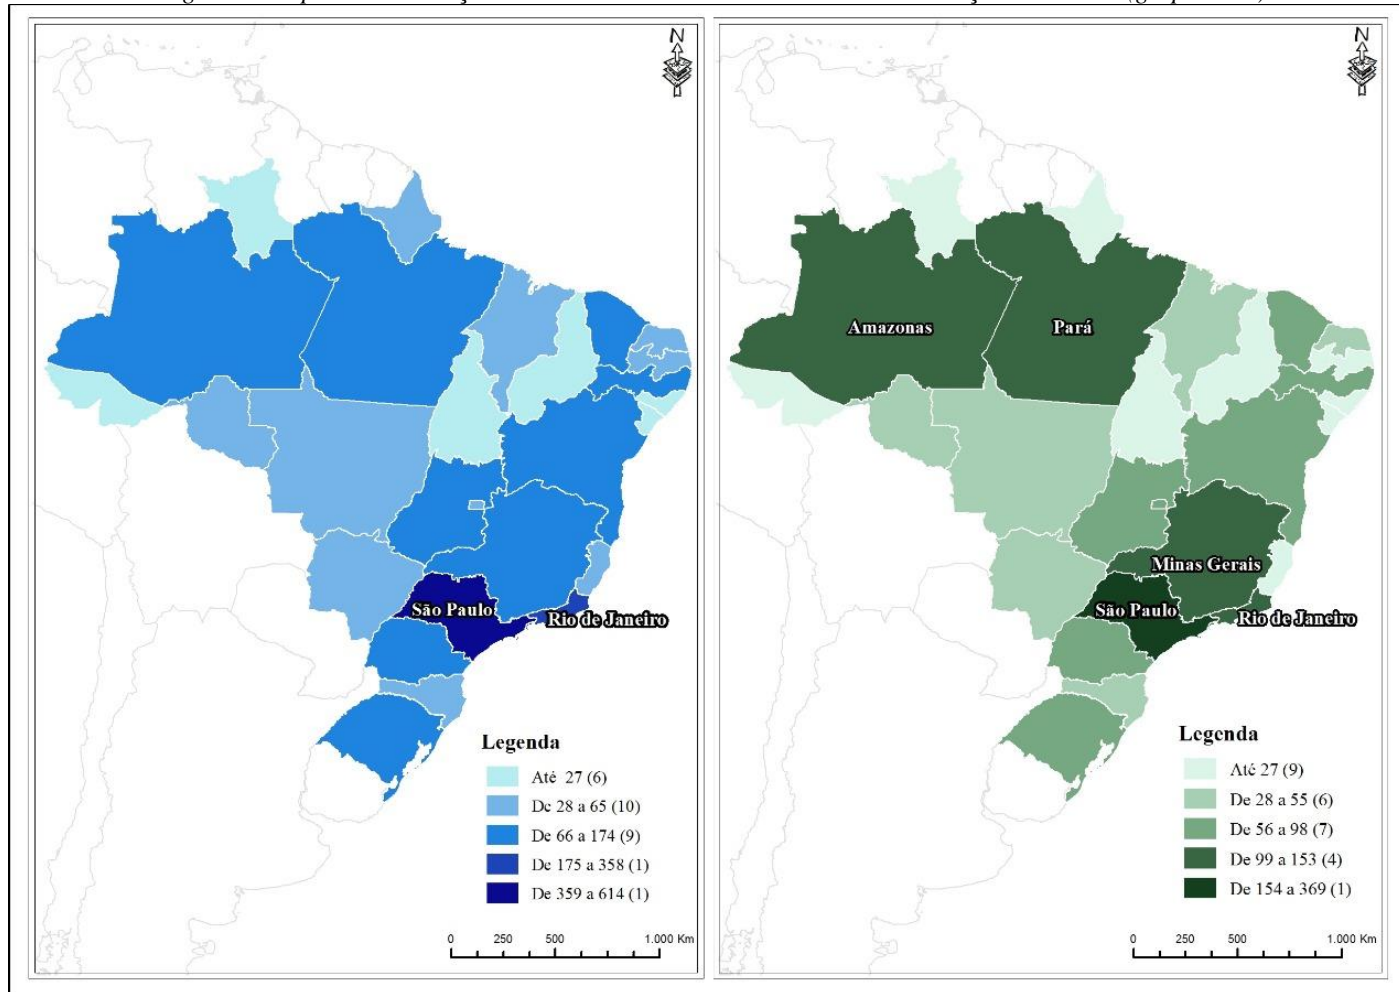 N
São Paulo
Rio de Janeiro
Legenda
Até 27 (6)
De 28 a 65 (10)
De 66 a 174 (9)
De 175 a 358 (1)
De 359 a 614 (1)
0 250 500 1.000 Km
N
Amazonas
Pará
Minas Gerais
São Paulo
Rio de Janeiro
Legenda
Até 27 (9)
De 28 a 55 (6)
De 56 a 98 (7)
De 99 a 153 (4)
De 154 a 369 (1)
0 250 500 1.000 Km